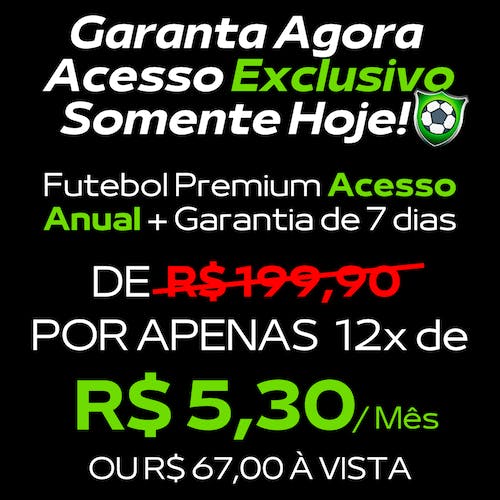 Garanta Agora
Acesso Exclusivo
Somente Hoje!
Futebol Premium Acesso
Anual + Garantia de 7 dias
DE R$ 199,90
POR APENAS 12x de
R$ 5,30/ Mês
OU R$ 67,00 À VISTA